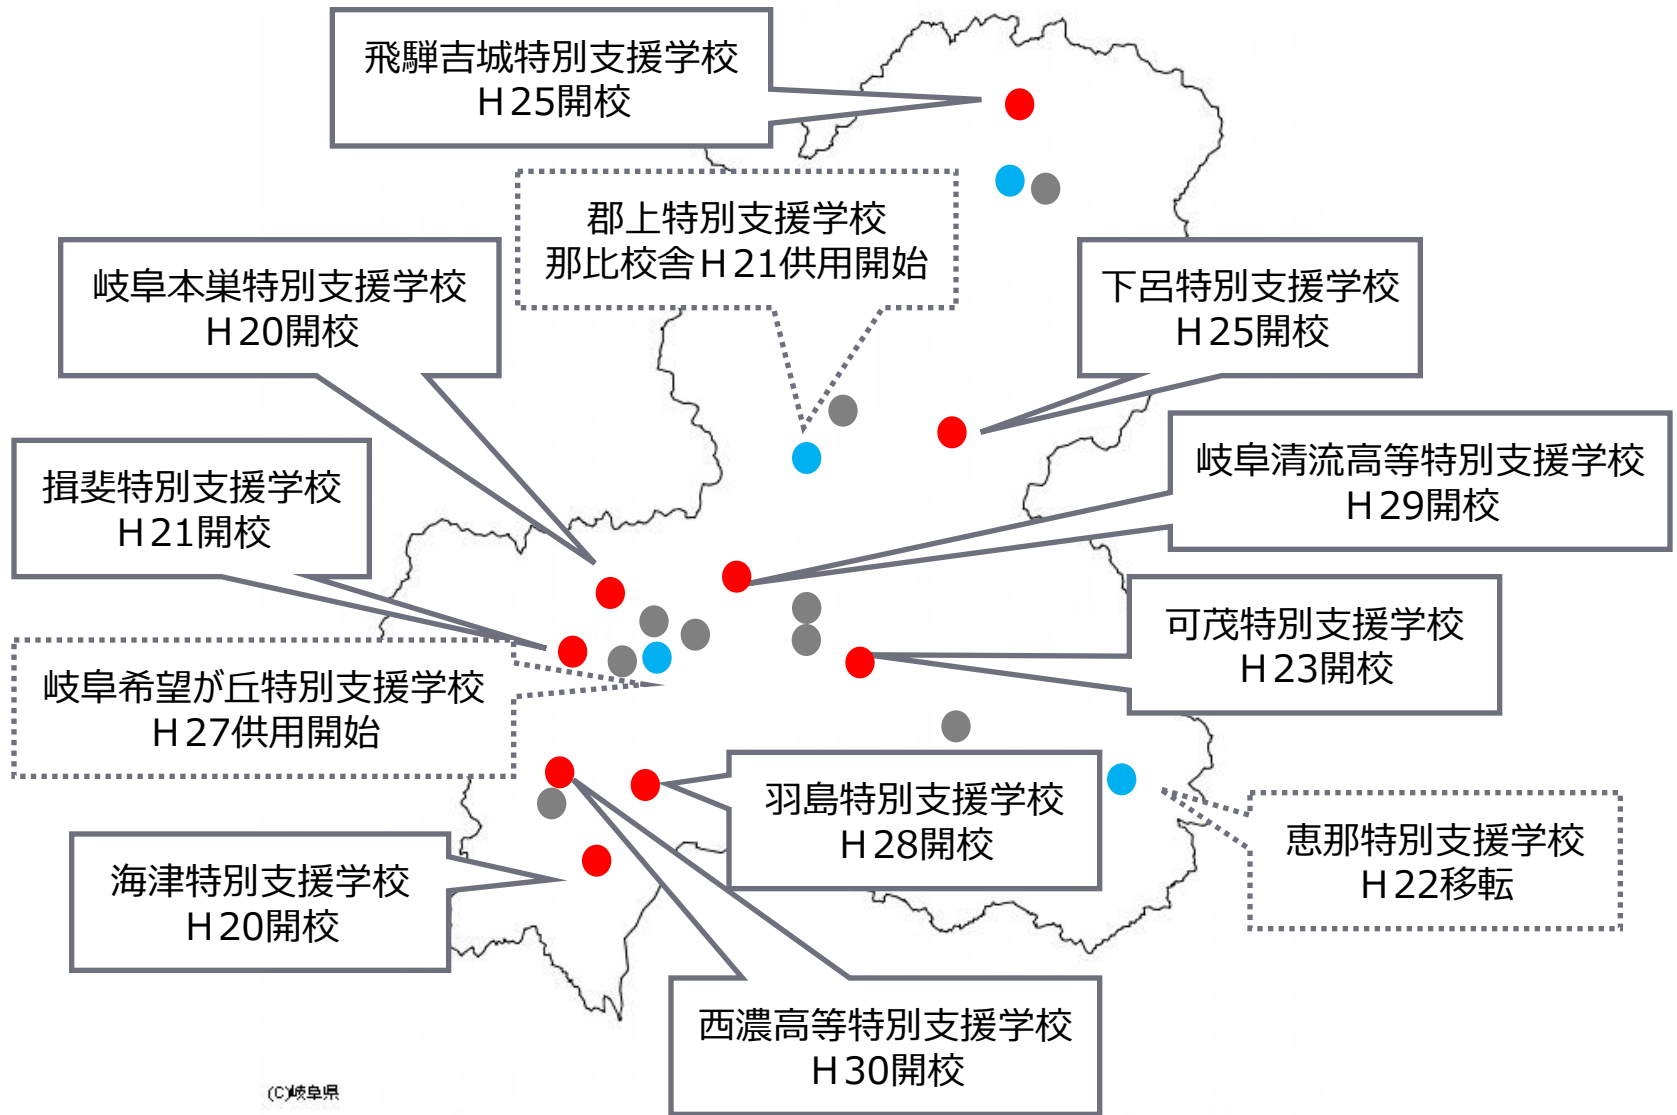 飛騨吉城特別支援学校
H25開校
郡上特別支援学校
那比校舎H21供用開始
岐阜本巣特別支援学校
H20開校
下呂特別支援学校
H25開校
揖斐特別支援学校
H21開校
岐阜清流高等特別支援学校
H29開校
可茂特別支援学校
H23開校
岐阜希望が丘特別支援学校
H27供用開始
羽島特別支援学校
H28開校
恵那特別支援学校
H22移転
海津特別支援学校
H20開校
西濃高等特別支援学校
H30開校
(C)岐阜県